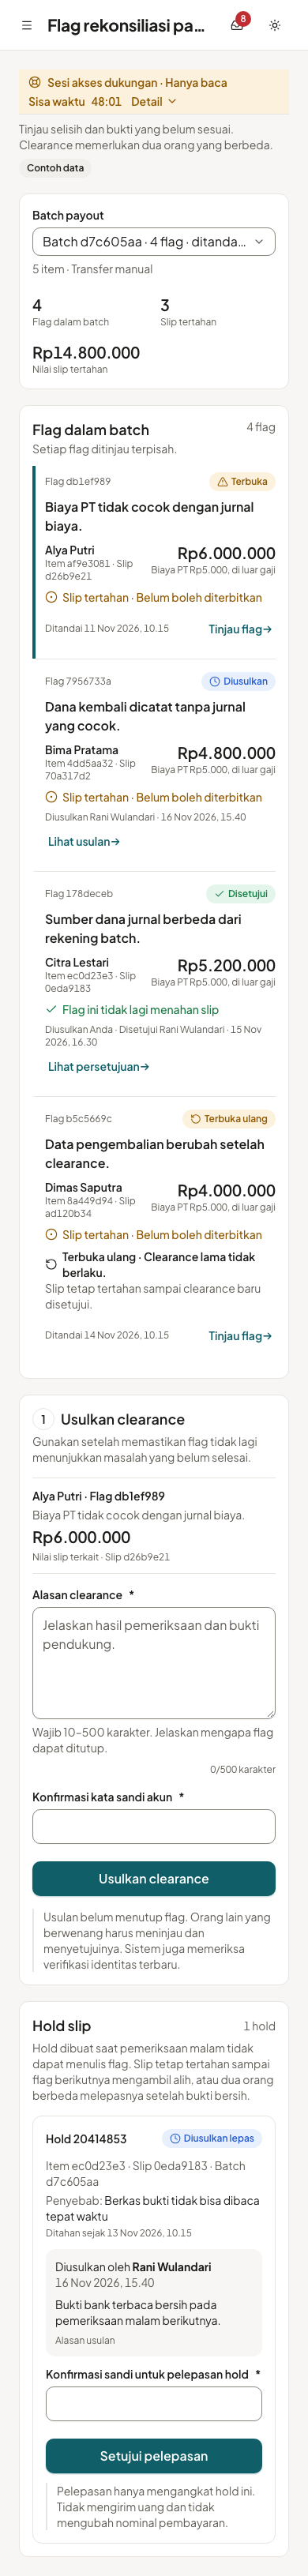 Flag rekonsiliasi pa...
8
Sesi akses dukungan · Hanya baca
Sisa waktu 48:01 Detail
Tinjau selisih dan bukti yang belum sesuai.
Clearance memerlukan dua orang yang berbeda.
Contoh data
Batch payout
Batch d7c605aa · 4 flag · ditanda...
5 item · Transfer manual
4
Flag dalam batch
3
Slip tertahan
Rp14.800.000
Nilai slip tertahan
Flag dalam batch
4 flag
Setiap flag ditinjau terpisah.
Flag db1ef989
Terbuka
Biaya PT tidak cocok dengan jurnal
biaya.
Alya Putri
Item af9e3081 · Slip
d26b9e21
Rp6.000.000
Biaya PT Rp5.000, di luar gaji
Slip tertahan · Belum boleh diterbitkan
Ditandai 11 Nov 2026, 10.15
Tinjau flag→
Flag 7956733a
Diusulkan
Dana kembali dicatat tanpa jurnal
yang cocok.
Bima Pratama
Item 4dd5aa32 · Slip
70a317d2
Rp4.800.000
Biaya PT Rp5.000, di luar gaji
Slip tertahan · Belum boleh diterbitkan
Diusulkan Rani Wulandari · 16 Nov 2026, 15.40
Lihat usulan→
Flag 178deceb
Disetujui
Sumber dana jurnal berbeda dari
rekening batch.
Citra Lestari
Item ec0d23e3 · Slip
0eda9183
Rp5.200.000
Biaya PT Rp5.000, di luar gaji
Flag ini tidak lagi menahan slip
Diusulkan Anda · Disetujui Rani Wulandari · 15 Nov
2026, 16.30
Lihat persetujuan→
Flag b5c5669c
Terbuka ulang
Data pengembalian berubah setelah
clearance.
Dimas Saputra
Item 8a449d94 · Slip
ad120b34
Rp4.000.000
Biaya PT Rp5.000, di luar gaji
Slip tertahan · Belum boleh diterbitkan
Terbuka ulang · Clearance lama tidak
berlaku.
Slip tetap tertahan sampai clearance baru
disetujui.
Ditandai 14 Nov 2026, 10.15
Tinjau flag→
1 Usulkan clearance
Gunakan setelah memastikan flag tidak lagi
menunjukkan masalah yang belum selesai.
Alya Putri · Flag db1ef989
Biaya PT tidak cocok dengan jurnal biaya.
Rp6.000.000
Nilai slip terkait · Slip d26b9e21
Alasan clearance *
Jelaskan hasil pemeriksaan dan bukti
pendukung.
Wajib 10–500 karakter. Jelaskan mengapa flag
dapat ditutup.
0/500 karakter
Konfirmasi kata sandi akun *
Usulkan clearance
Usulan belum menutup flag. Orang lain yang
berwenang harus meninjau dan
menyetujuinya. Sistem juga memeriksa
verifikasi identitas terbaru.
Hold slip
1 hold
Hold dibuat saat pemeriksaan malam tidak
dapat menulis flag. Slip tetap tertahan sampai
flag berikutnya mengambil alih, atau dua orang
berbeda melepasnya setelah bukti bersih.
Hold 20414853
Diusulkan lepas
Item ec0d23e3 · Slip 0eda9183 · Batch
d7c605aa
Penyebab: Berkas bukti tidak bisa dibaca
tepat waktu
Ditahan sejak 13 Nov 2026, 10.15
Diusulkan oleh Rani Wulandari
16 Nov 2026, 15.40
Bukti bank terbaca bersih pada
pemeriksaan malam berikutnya.
Alasan usulan
Konfirmasi sandi untuk pelepasan hold *
Setujui pelepasan
Pelepasan hanya mengangkat hold ini.
Tidak mengirim uang dan tidak
mengubah nominal pembayaran.